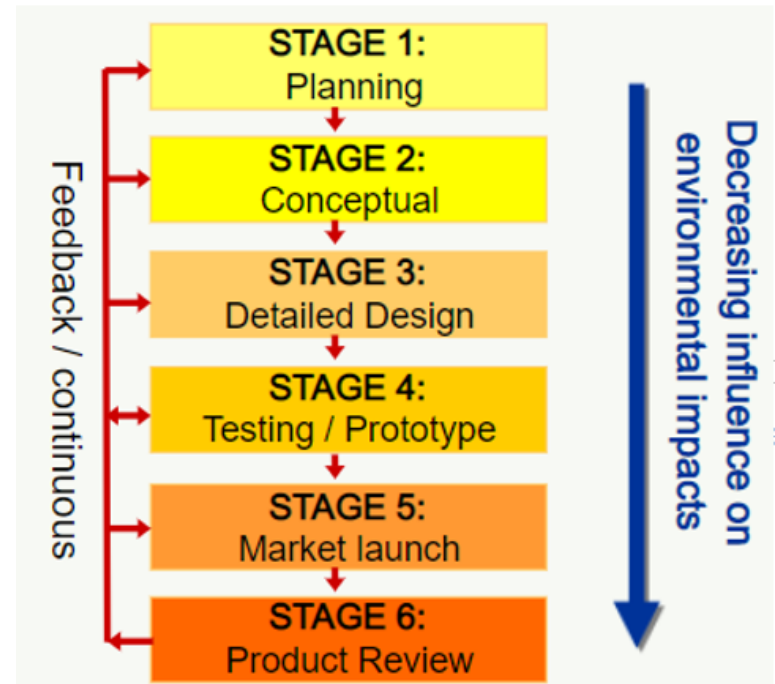 STAGE 1:
Planning
STAGE 2:
Conceptual
STAGE 3:
Detailed Design
STAGE 4:
Testing / Prototype
STAGE 5:
Market launch
STAGE 6:
Product Review
Feedback / continuous
Decreasing influence on
environmental impacts